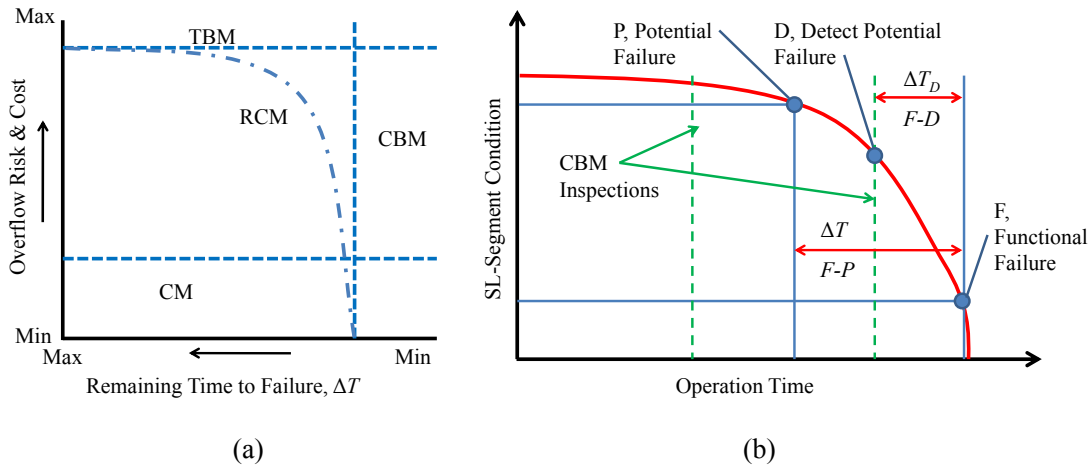 Max
TBM
RCM
CBM
Overflow Risk & Cost
CM
Min
Max
Min
Remaining Time to Failure, ΔT
(a)
P, Potential
Failure
D, Detect Potential
Failure
ΔT_D
F-D
CBM
Inspections
SL-Segment Condition
ΔT
F-P
F,
Functional
Failure
Operation Time
(b)